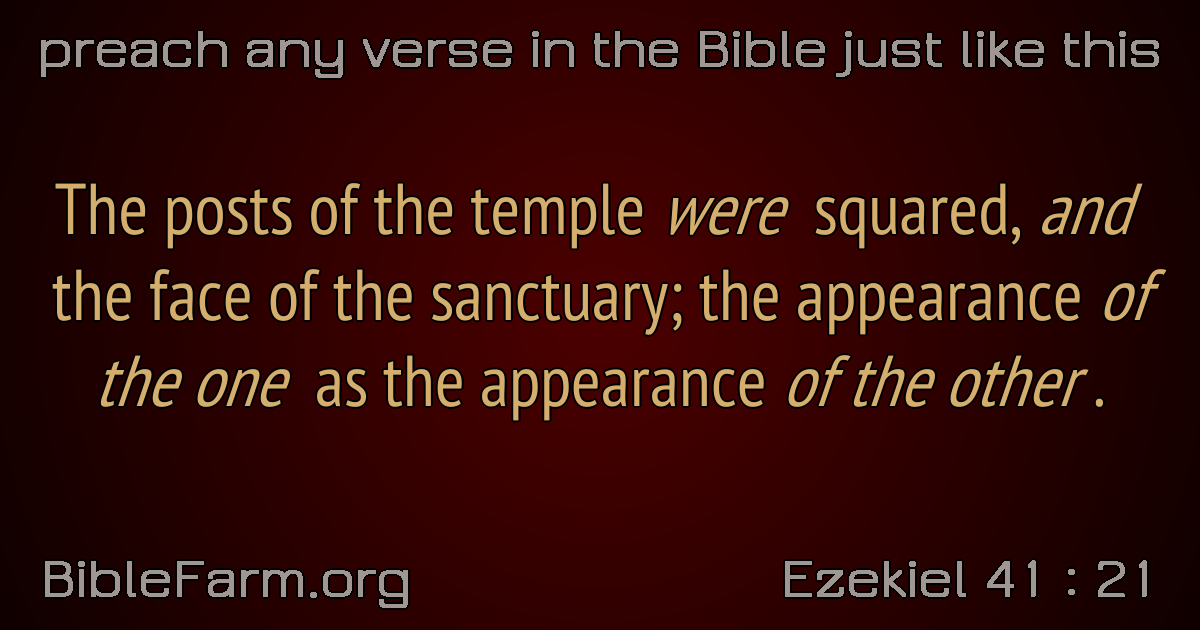 preach any verse in the Bible just like this
The posts of the temple were squared, and
the face of the sanctuary; the appearance of
the one as the appearance of the other .
BibleFarm.org
Ezekiel 41 : 21